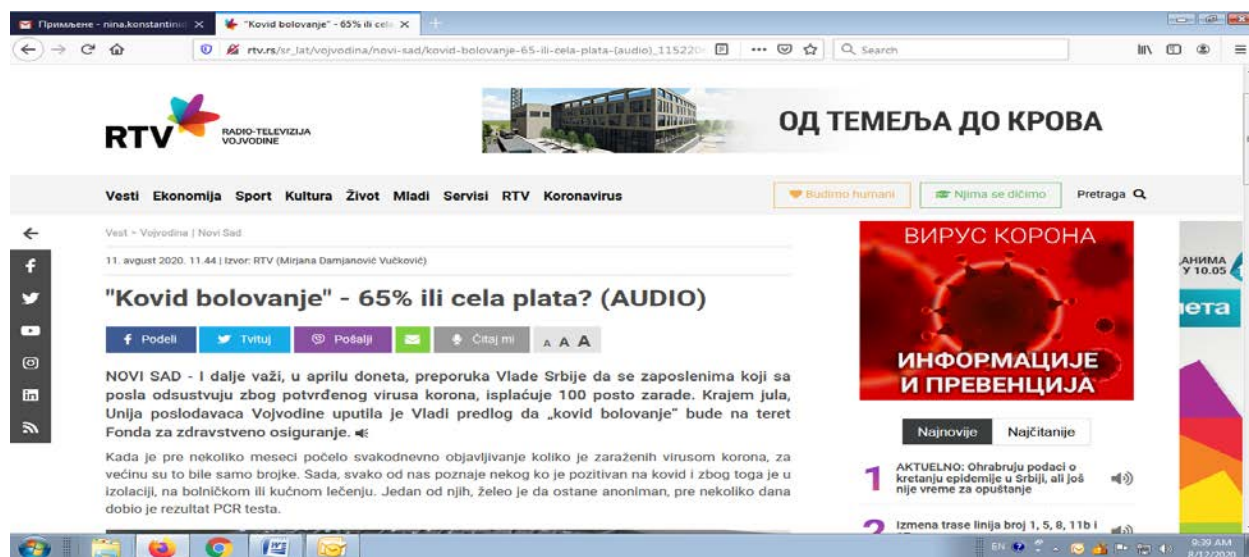 Примљене - nina.konstantinid
"Kovid bolovanje" - 65% ili cela
rtv.rs/sr_lat/vojvodina/novi-sad/kovid-bolovanje-65-ili-cela-plata-(audio)_115220
Search
RTV
RADIO-TELEVIZIJA
VOJVODINE
ОД ТЕМЕЉА ДО КРОВА
Vesti Ekonomija Sport Kultura Život Mladi Servisi RTV Koronavirus
Budimo humani
Njima se dičimo
Pretraga
Vest - Vojvodina | Novi Sad
11. avgust 2020. 11.44 | Izvor: RTV (Mirjana Damjanović Vučković)
"Kovid bolovanje" - 65% ili cela plata? (AUDIO)
Podeli
Tvituj
Pošalji
Čitaj mi
A A A
NOVI SAD - I dalje važi, u aprilu doneta, preporuka Vlade Srbije da se zaposlenima koji sa
posla odsustvuju zbog potvrđenog virusa korona, isplaćuje 100 posto zarade. Krajem jula,
Unija poslodavaca Vojvodine uputila je Vladi predlog da „kovid bolovanje" bude na teret
Fonda za zdravstveno osiguranje.
Kada je pre nekoliko meseci počelo svakodnevno objavljivanje koliko je zaraženih virusom korona, za
većinu su to bile samo brojke. Sada, svako od nas poznaje nekog ko je pozitivan na kovid i zbog toga je u
izolaciji, na bolničkom ili kućnom lečenju. Jedan od njih, želeo je da ostane anoniman, pre nekoliko dana
dobio je rezultat PCR testa.
ВИРУС КОРОНА
ИНФОРМАЦИЈЕ
И ПРЕВЕНЦИЈА
Najnovije
Najčitanije
1
AKTUELNO: Ohrabruju podaci o
kretanju epidemije u Srbiji, ali još
nije vreme za opuštanje
2
Izmena trase linija broj 1, 5, 8, 11b i
У 10.05
EN
9:39 AM
8/12/2020